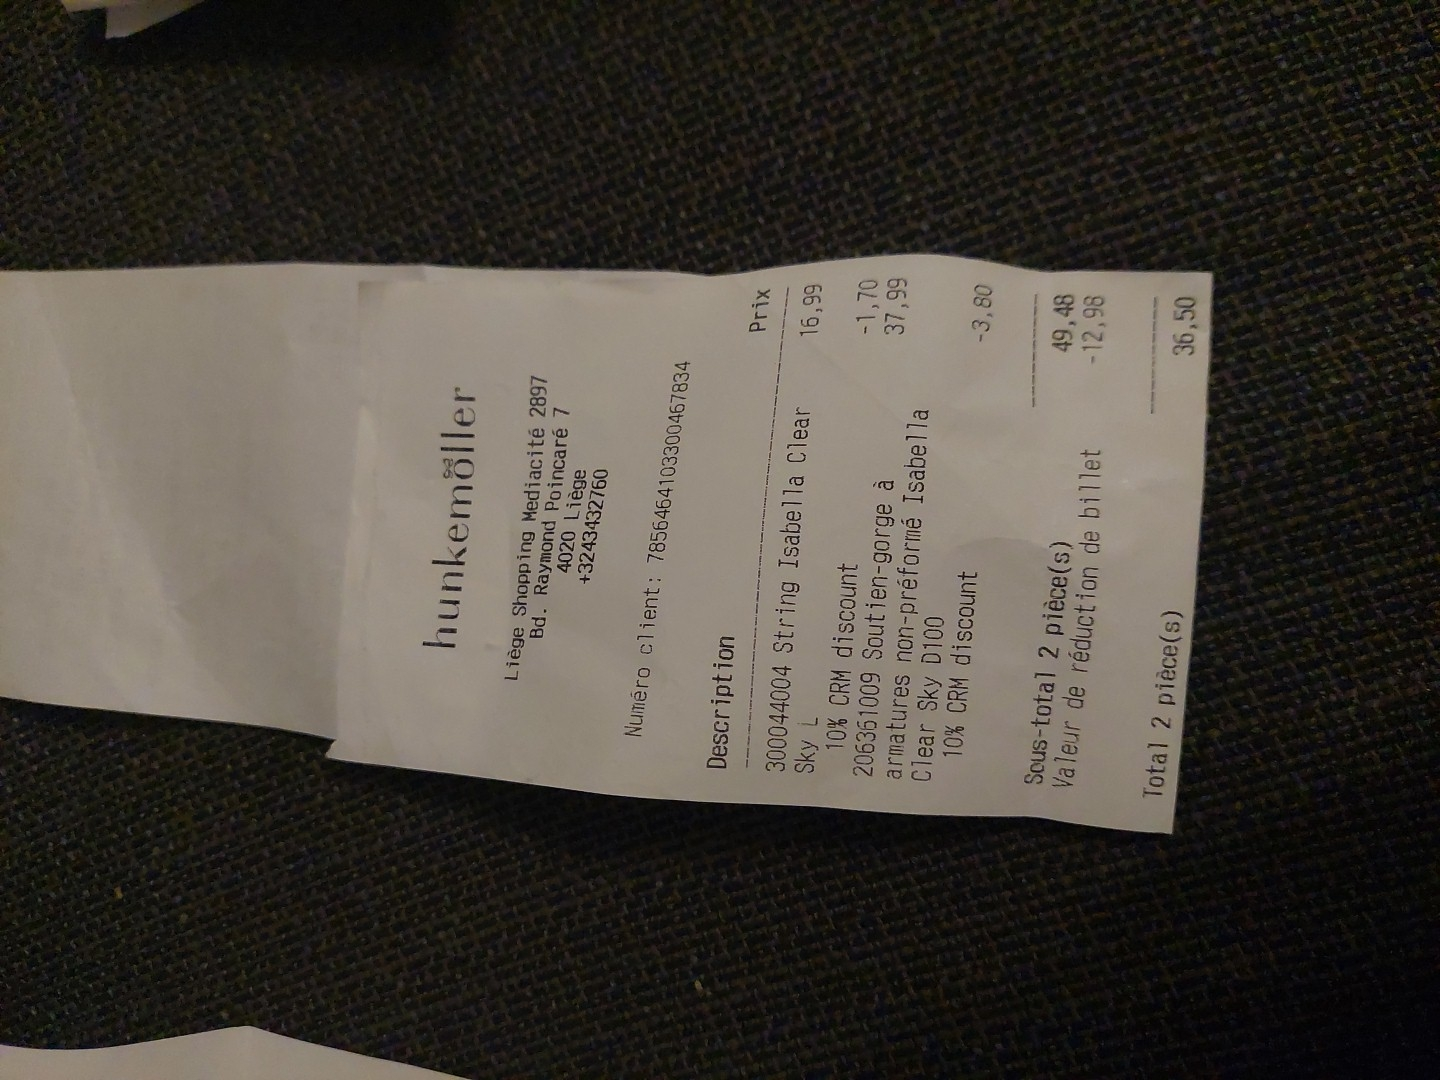 hunkemöller
Liège Shopping Mediacité 2897
Bd. Raymond Poincaré 7
4020 Liège
+3243432760
Numéro client: 7856464103300467834
Description Prix
300044004 String Isabella Clear 16,99
Sky L
10% CRM discount -1,70
206361009 Soutien-gorge à 37,99
armatures non-préformé Isabella
Clear Sky D100
10% CRM discount -3,80
Sous-total 2 pièce(s) 49,48
Valeur de réduction de billet -12,98
Total 2 pièce(s) 36,50